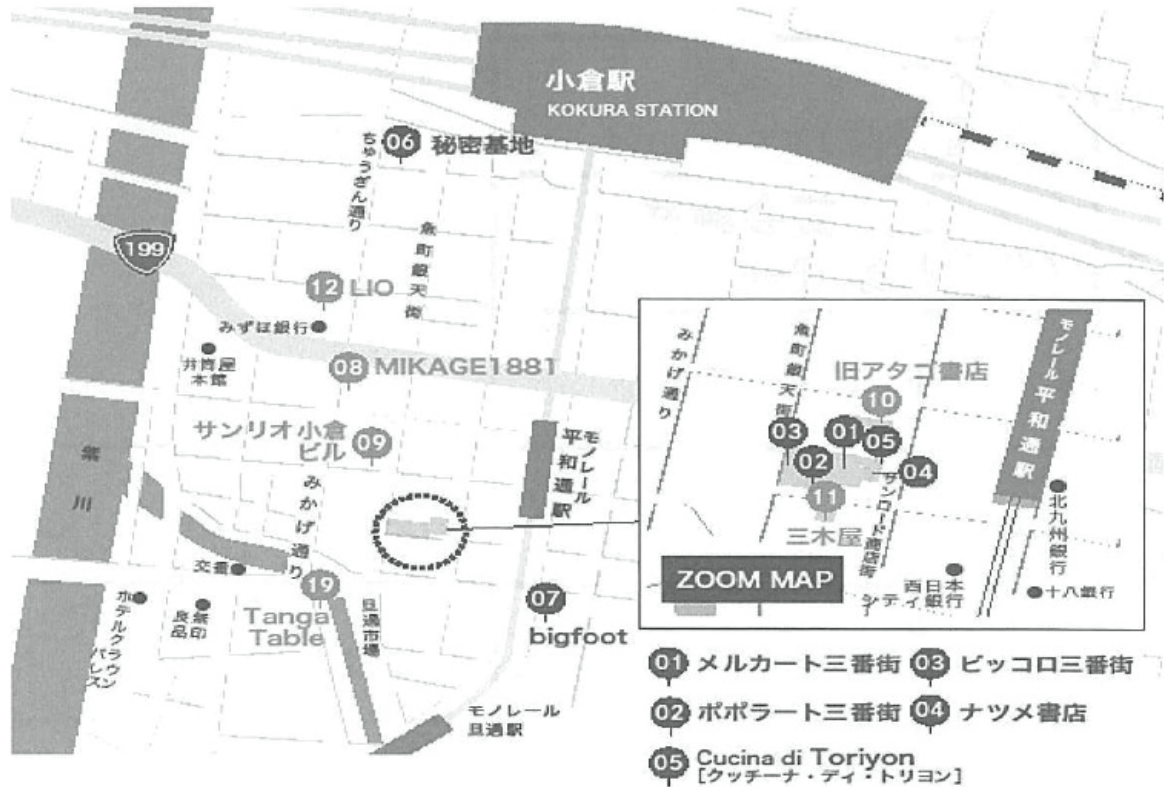 小倉駅
KOKURA STATION
06 秘密基地
ちゅうぎん通り
魚町銀天街
199
12 LIO
みずほ銀行
井筒屋
本館
08 MIKAGE1881
サンリオ小倉
ビル
09
紫川
みかげ通り
モノレール
平和通駅
交番
19
Tanga
Table
旦過市場
07
bigfoot
ホテルクラウン
パレス
無印
良品
モノレール
旦過駅
みかげ通り
魚町銀天街
旧アタゴ書店
10
03
01
05
02
04
11
三木屋
サンロード商店街
モノレール平和通駅
北九州銀行
西日本
シティ銀行
十八銀行
ZOOM MAP
01 メルカート三番街
03 ビッコロ三番街
02 ポポラート三番街
04 ナツメ書店
05 Cucina di Toriyon
[クッチーナ・ディ・トリヨン]